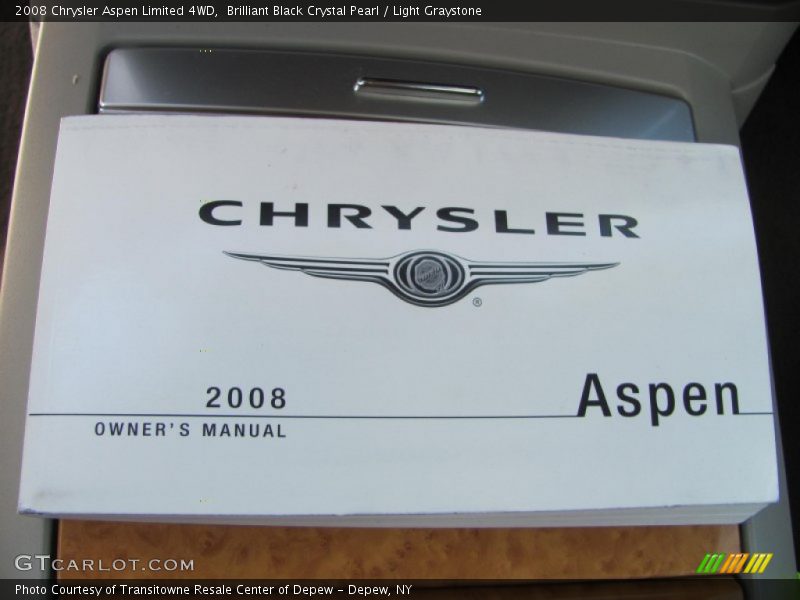 2008 Chrysler Aspen Limited 4WD,  Brilliant Black Crystal Pearl / Light Graystone
CHRYSLER
®
2008
Aspen
OWNER'S MANUAL
GTCARLOT.COM
Photo Courtesy of Transitowne Resale Center of Depew – Depew, NY